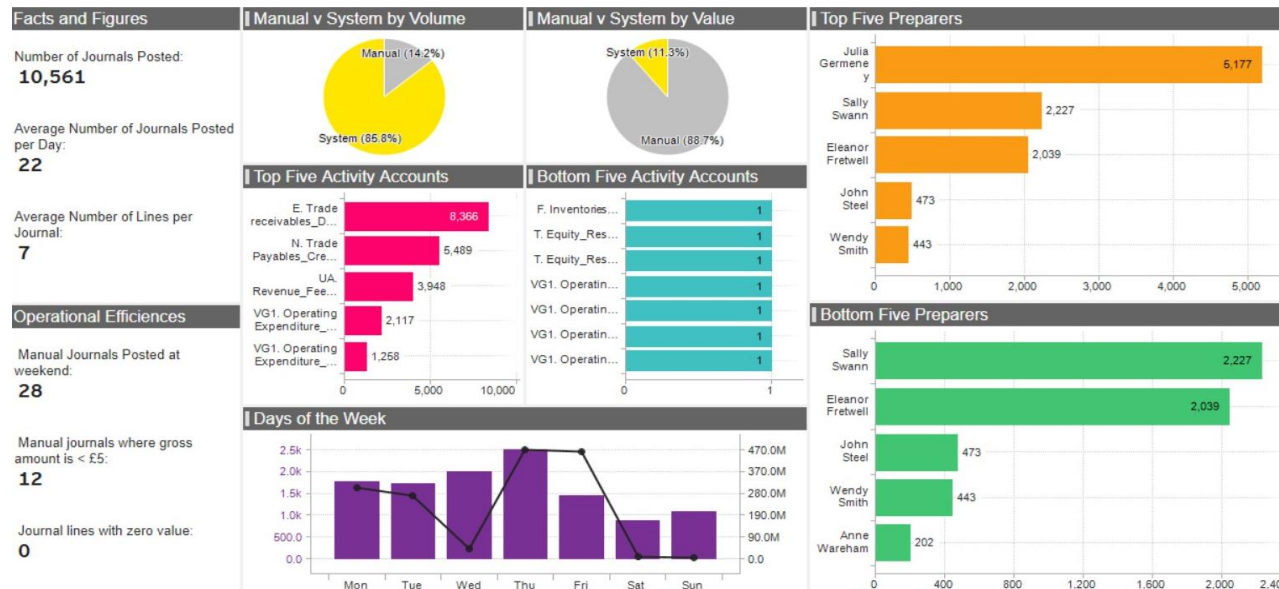 Facts and Figures
Number of Journals Posted:
10,561
Average Number of Journals Posted
per Day:
22
Average Number of Lines per
Journal:
7
Operational Efficiences
Manual Journals Posted at
weekend:
28
Manual journals where gross
amount is < £5:
12
Journal lines with zero value:
0
Manual v System by Volume
Manual (14.2%)
System (85.8%)
Manual v System by Value
System (11.3%)
Manual (88.7%)
Top Five Activity Accounts
E. Trade
receivables_D...
8,366
N. Trade
Payables_Cre...
5,489
UA.
Revenue_Fee...
3,948
VG1. Operating
Expenditure_...
2,117
VG1. Operating
Expenditure_...
1,258
0 5,000 10,000
Bottom Five Activity Accounts
F. Inventories... 1
T. Equity_Res... 1
T. Equity_Res... 1
VG1. Operatin... 1
VG1. Operatin... 1
VG1. Operatin... 1
VG1. Operatin... 1
0 1
Days of the Week
2.5k 470.0M
2.0k 370.0M
1.5k 280.0M
1.0k 190.0M
500.0 90.0M
0.0 0.0
Mon Tue Wed Thu Fri Sat Sun
Top Five Preparers
Julia
Germene
y
5,177
Sally
Swann
2,227
Eleanor
Fretwell
2,039
John
Steel
473
Wendy
Smith
443
0 1,000 2,000 3,000 4,000 5,000
Bottom Five Preparers
Sally
Swann
2,227
Eleanor
Fretwell
2,039
John
Steel
473
Wendy
Smith
443
Anne
Wareham
202
0 400 800 1,200 1,600 2,000